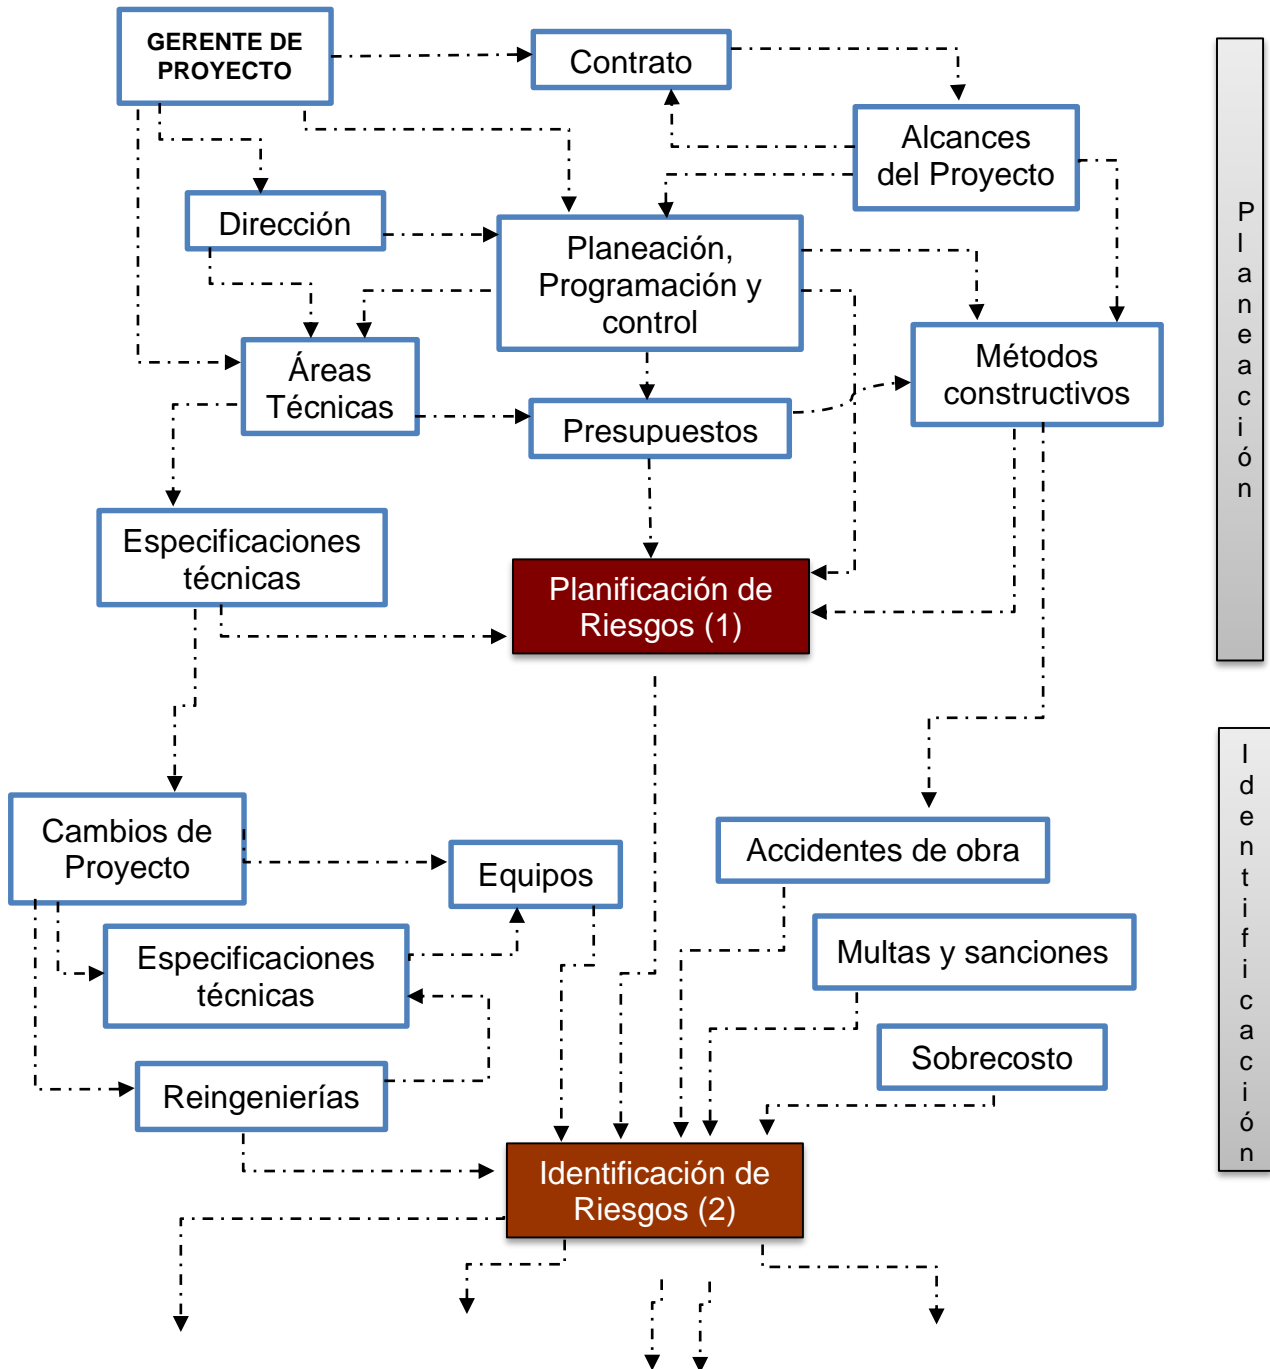 GERENTE DE
PROYECTO
Contrato
Alcances
del Proyecto
Dirección
Planeación,
Programación y
control
Áreas
Técnicas
Métodos
constructivos
Presupuestos
Especificaciones
técnicas
Planificación de
Riesgos (1)
Planeación
Cambios de
Proyecto
Equipos
Accidentes de obra
Especificaciones
técnicas
Multas y sanciones
Sobrecosto
Reingenierías
Identificación de
Riesgos (2)
Identificación